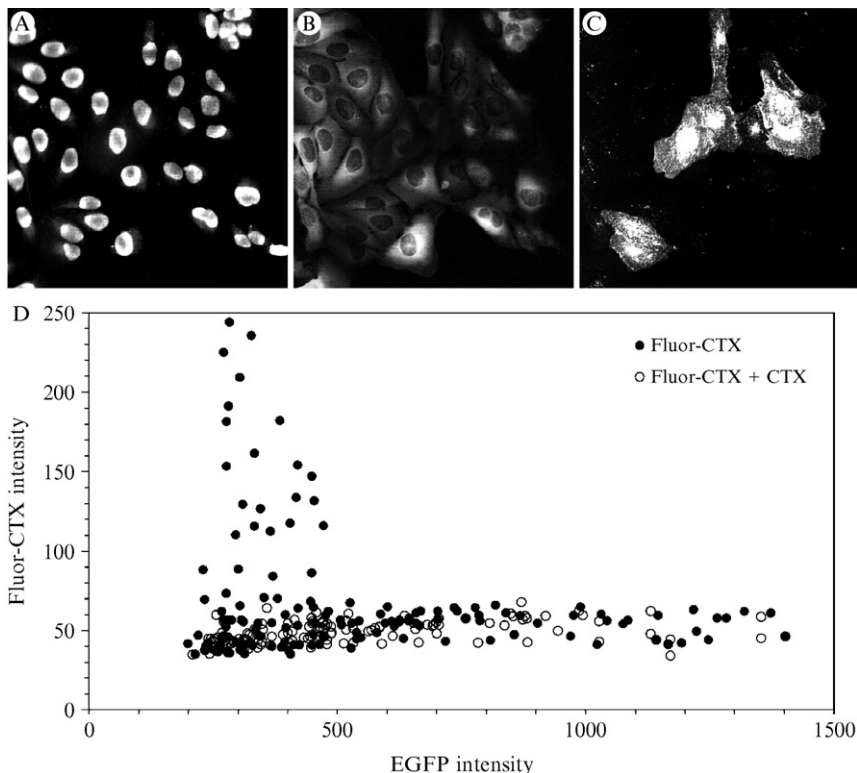 A
B
C
D
250
200
150
100
50
0
Fluor-CTX intensity
Fluor-CTX
Fluor-CTX + CTX
0
500
1000
1500
EGFP intensity